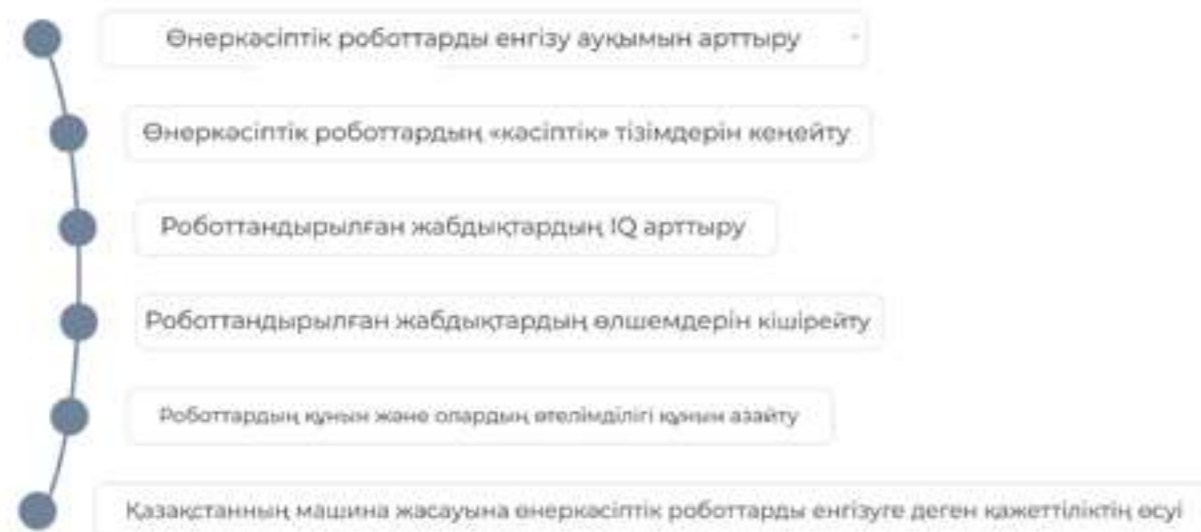 Өнеркәсіптік роботтарды енгізу ауқымын арттыру
Өнеркәсіптік роботтардың «кәсіптік» тізімдерін кеңейту
Роботтандырылған жабдықтардың IQ арттыру
Роботтандырылған жабдықтардың өлшемдерін кішірейту
Роботтардың құнын және олардың өтелімділігі құнын азайту
Қазақстанның машина жасауына өнеркәсіптік роботтарды енгізуге деген қажеттіліктің өсуі